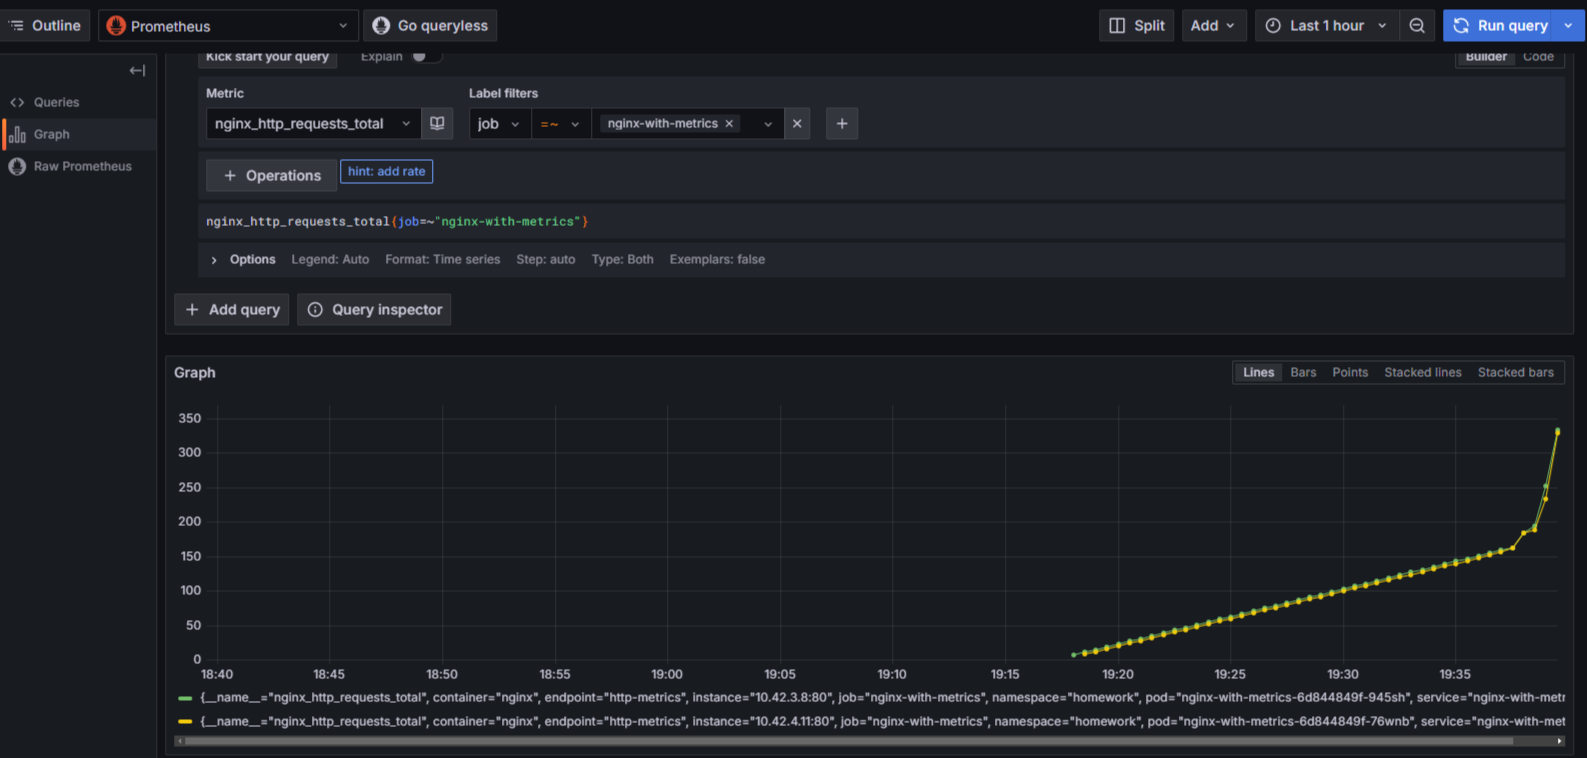 Outline
Prometheus
Go queryless
Split
Add
Last 1 hour
Run query
Queries
Graph
Raw Prometheus
Kick start your query
Explain
Builder
Code
Metric
Label filters
nginx_http_requests_total
job
=~
nginx-with-metrics
Operations
hint: add rate
nginx_http_requests_total{job=~"nginx-with-metrics"}
Options Legend: Auto Format: Time series Step: auto Type: Both Exemplars: false
Add query
Query inspector
Graph
Lines Bars Points Stacked lines Stacked bars
350
300
250
200
150
100
50
0
18:40 18:45 18:50 18:55 19:00 19:05 19:10 19:15 19:20 19:25 19:30 19:35
{__name__="nginx_http_requests_total", container="nginx", endpoint="http-metrics", instance="10.42.3.8:80", job="nginx-with-metrics", namespace="homework", pod="nginx-with-metrics-6d844849f-945sh", service="nginx-with-metr
{__name__="nginx_http_requests_total", container="nginx", endpoint="http-metrics", instance="10.42.4.11:80", job="nginx-with-metrics", namespace="homework", pod="nginx-with-metrics-6d844849f-76wnb", service="nginx-with-met